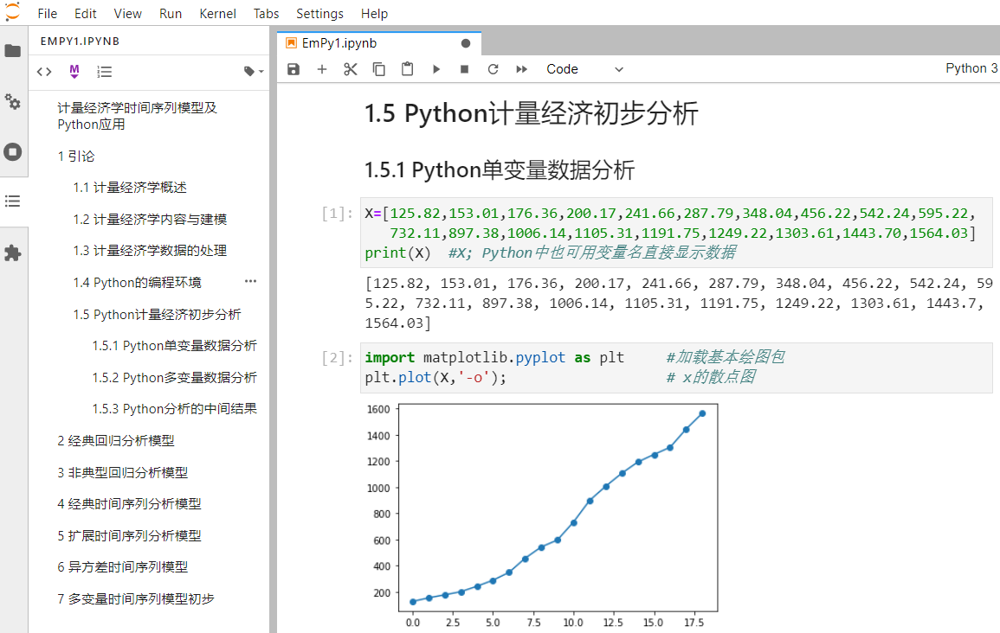 File Edit View Run Kernel Tabs Settings Help
EMPY1.IPYNB
计量经济学时间序列模型及
Python应用
1 引论
1.1 计量经济学概述
1.2 计量经济学内容与建模
1.3 计量经济学数据的处理
1.4 Python的编程环境
1.5 Python计量经济初步分析
1.5.1 Python单变量数据分析
1.5.2 Python多变量数据分析
1.5.3 Python分析的中间结果
2 经典回归分析模型
3 非典型回归分析模型
4 经典时间序列分析模型
5 扩展时间序列分析模型
6 异方差时间序列模型
7 多变量时间序列模型初步
EmPy1.ipynb
Code
Python 3
1.5 Python计量经济初步分析
1.5.1 Python单变量数据分析
[1]: X=[125.82,153.01,176.36,200.17,241.66,287.79,348.04,456.22,542.24,595.22,
732.11,897.38,1006.14,1105.31,1191.75,1249.22,1303.61,1443.70,1564.03]
print(X) #X; Python中也可用变量名直接显示数据
[125.82, 153.01, 176.36, 200.17, 241.66, 287.79, 348.04, 456.22, 542.24, 59
5.22, 732.11, 897.38, 1006.14, 1105.31, 1191.75, 1249.22, 1303.61, 1443.7,
1564.03]
[2]: import matplotlib.pyplot as plt #加载基本绘图包
plt.plot(X,'-o'); # x的散点图
1600
1400
1200
1000
800
600
400
200
0.0 2.5 5.0 7.5 10.0 12.5 15.0 17.5